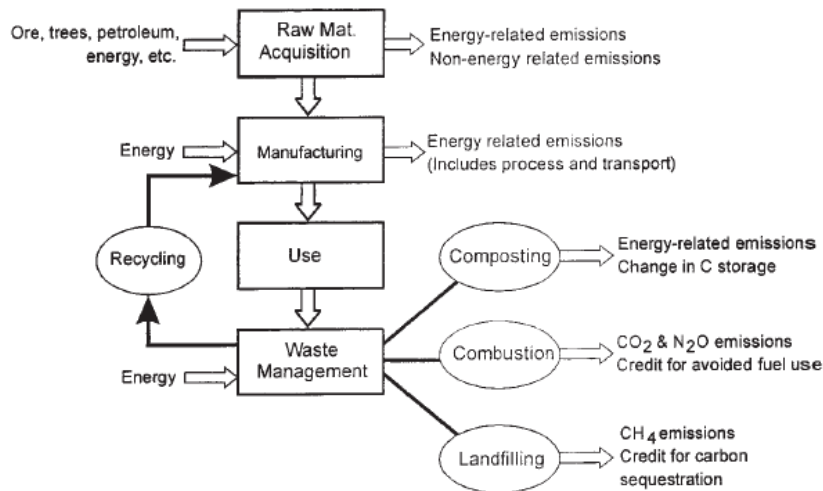 Ore, trees, petroleum,
energy, etc.
Raw Mat.
Acquisition
Energy-related emissions
Non-energy related emissions
Energy
Manufacturing
Energy related emissions
(Includes process and transport)
Recycling
Use
Composting
Energy-related emissions
Change in C storage
Waste
Management
Energy
Combustion
CO₂ & N₂O emissions
Credit for avoided fuel use
Landfilling
CH₄ emissions
Credit for carbon
sequestration